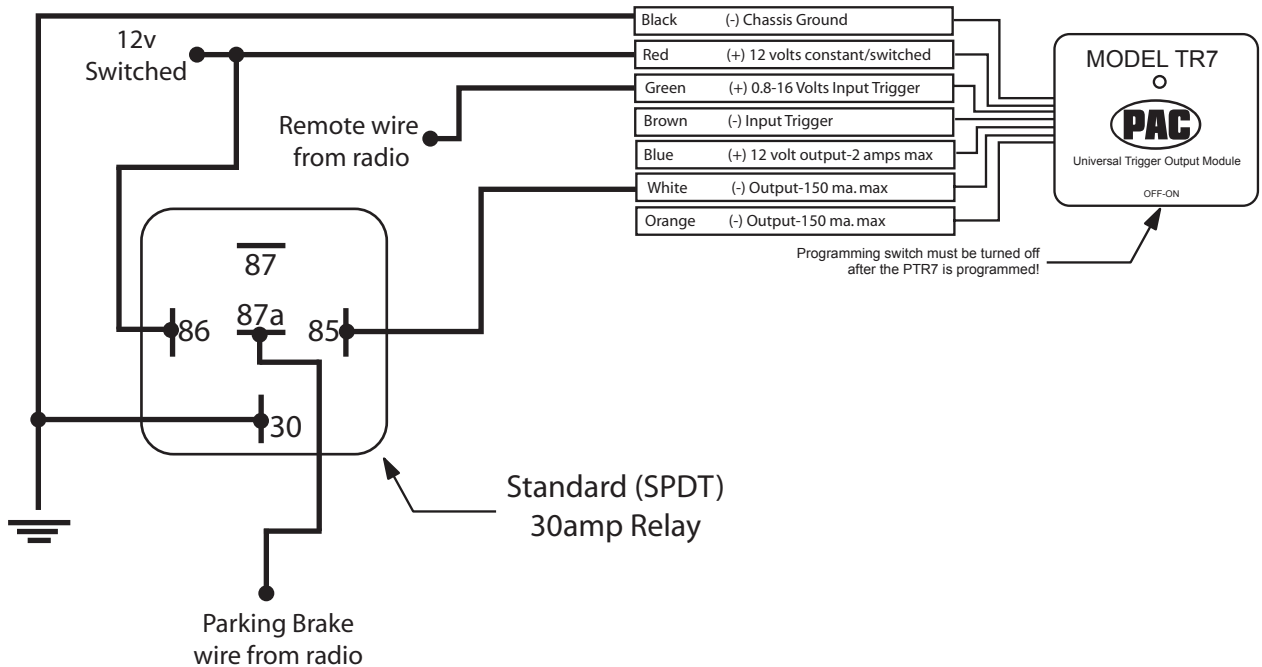 12v
Switched
Remote wire
from radio
Black (-) Chassis Ground
Red (+) 12 volts constant/switched
Green (+) 0.8-16 Volts Input Trigger
Brown (-) Input Trigger
Blue (+) 12 volt output-2 amps max
White (-) Output-150 ma. max
Orange (-) Output-150 ma. max
MODEL TR7
PAC
Universal Trigger Output Module
OFF-ON
Programming switch must be turned off
after the PTR7 is programmed!
87
87a
86
85
30
Standard (SPDT)
30amp Relay
Parking Brake
wire from radio